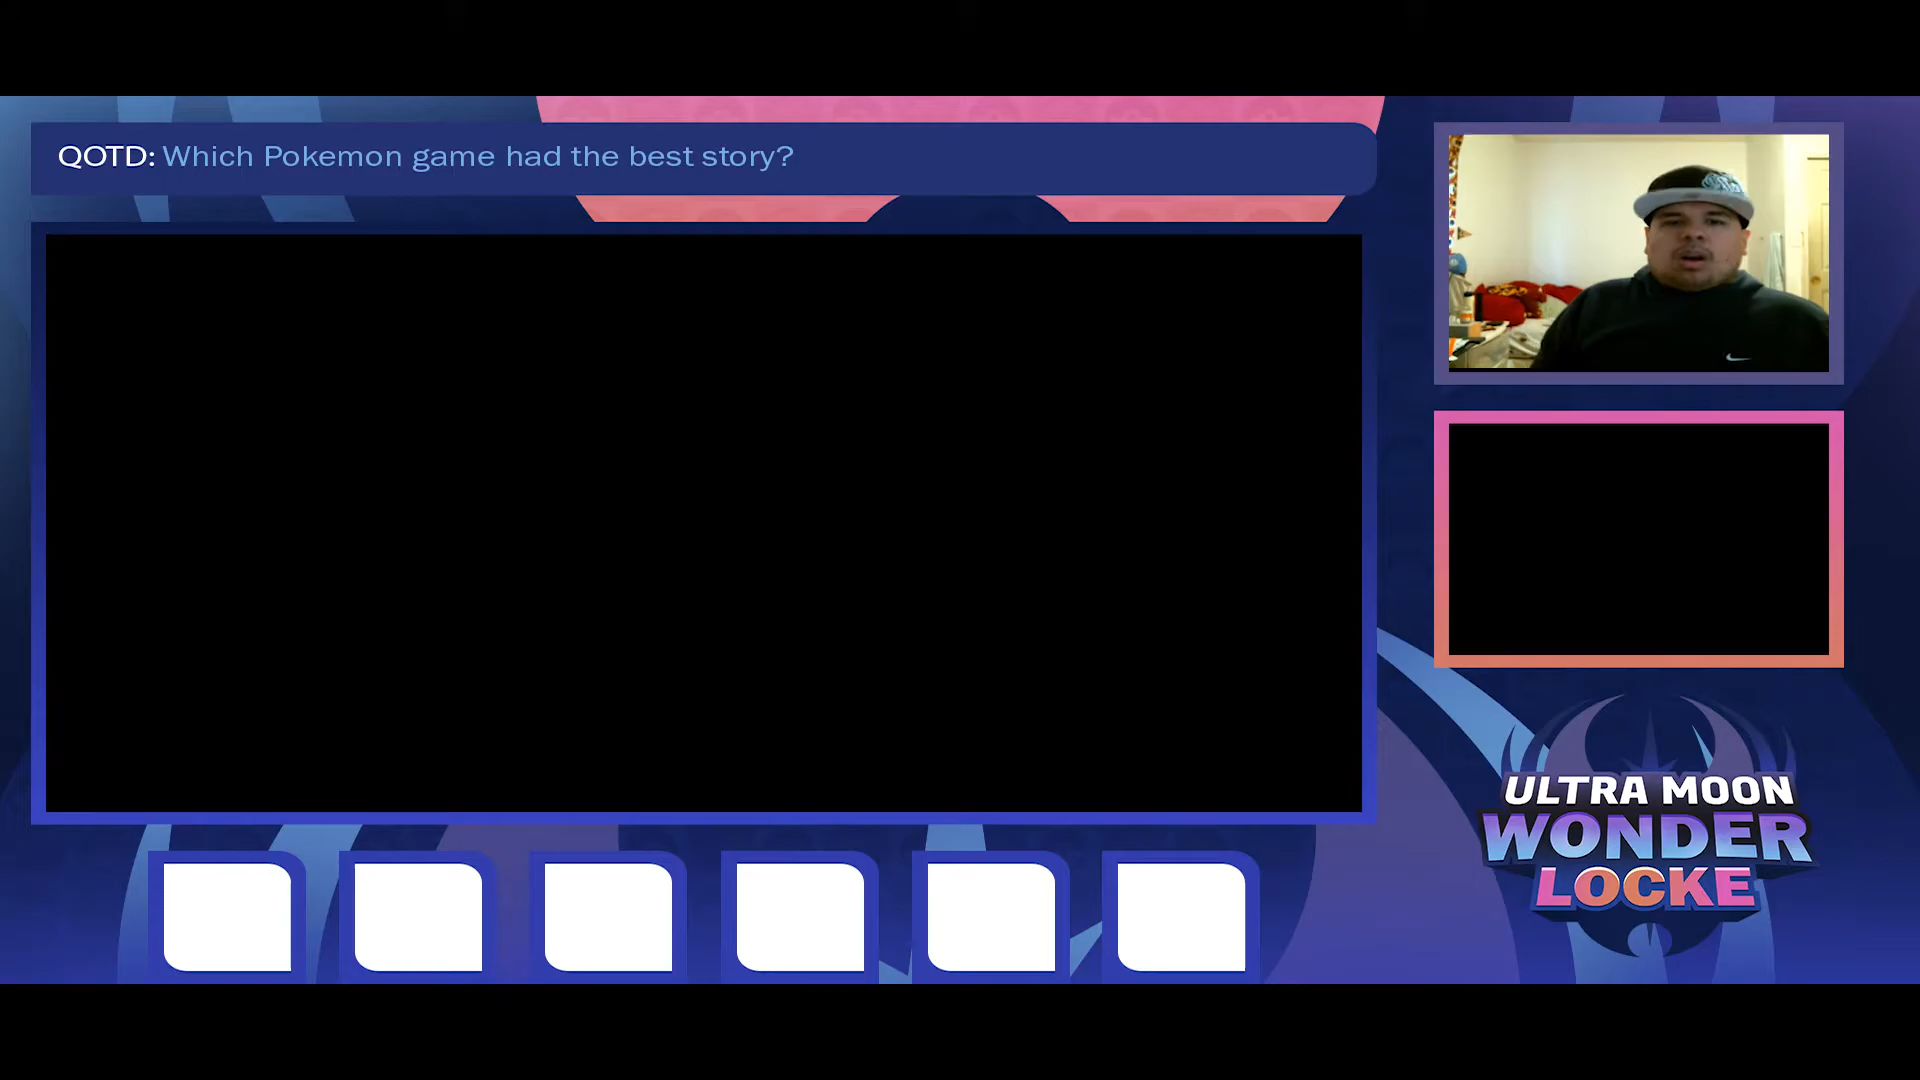 QOTD: Which Pokemon game had the best story?
ULTRA MOON
WONDER
LOCKE